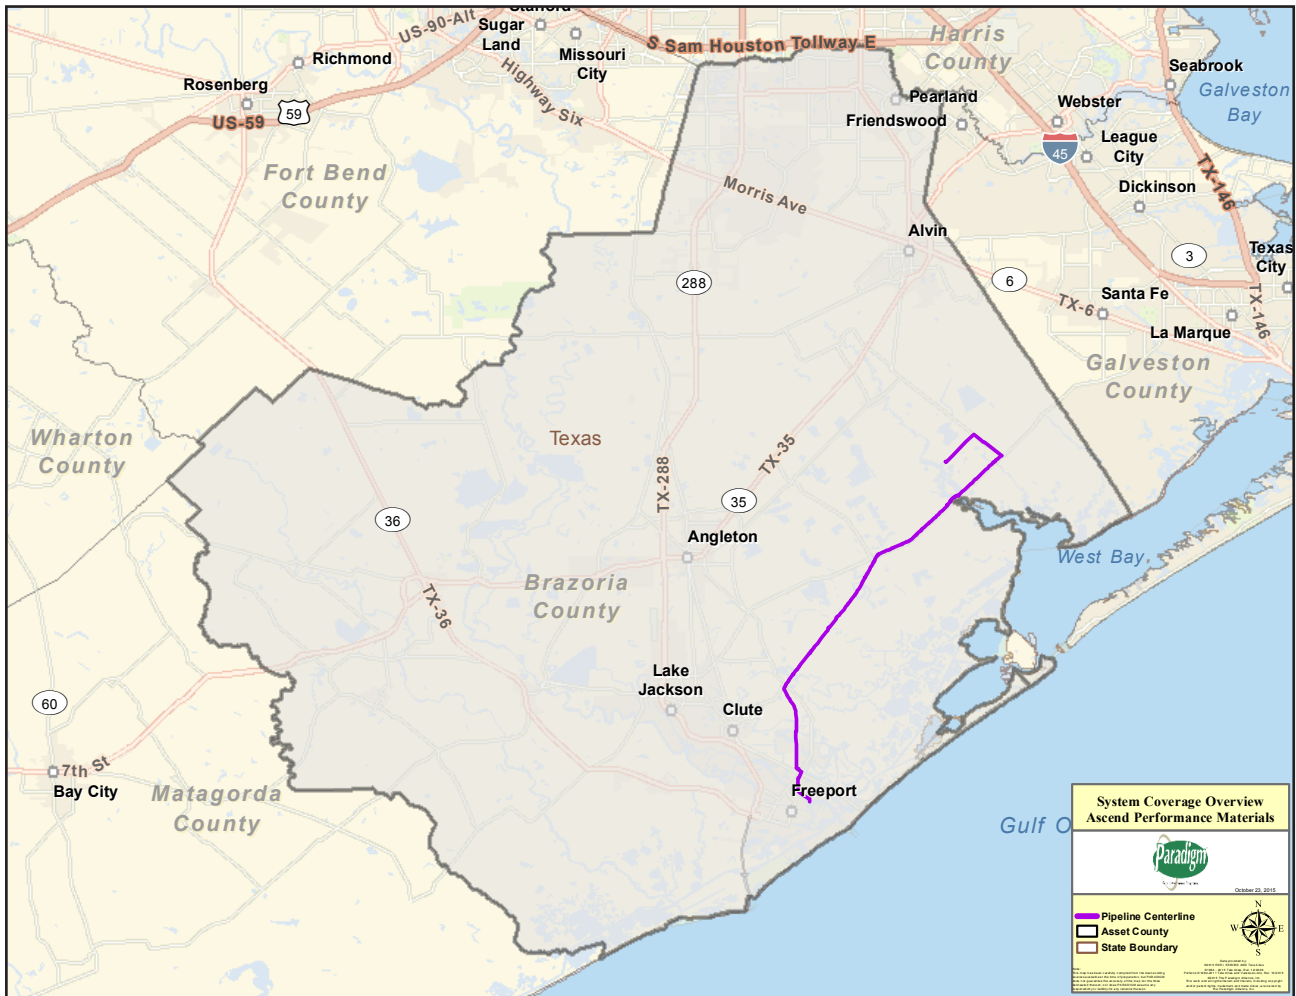 Stafford
US-90-Alt
Sugar
Land
S Sam Houston Tollway E
Harris
County
Richmond
Missouri
City
Seabrook
Rosenberg
Highway Six
Galveston
Bay
59
US-59
Pearland
Webster
Friendswood
League
City
45
Fort Bend
County
Morris Ave
Dickinson
TX-146
Alvin
3
Texas
City
288
6
TX-6
Santa Fe
TX-146
La Marque
Galveston
County
Wharton
County
Texas
TX-35
TX-288
36
35
Angleton
West Bay
Brazoria
County
TX-36
Lake
Jackson
60
Clute
7th St
Bay City
Matagorda
County
Freeport
Gulf O
System Coverage Overview
Ascend Performance Materials
Paradigm
October 23, 2015
Pipeline Centerline
Asset County
State Boundary
N
W E
S